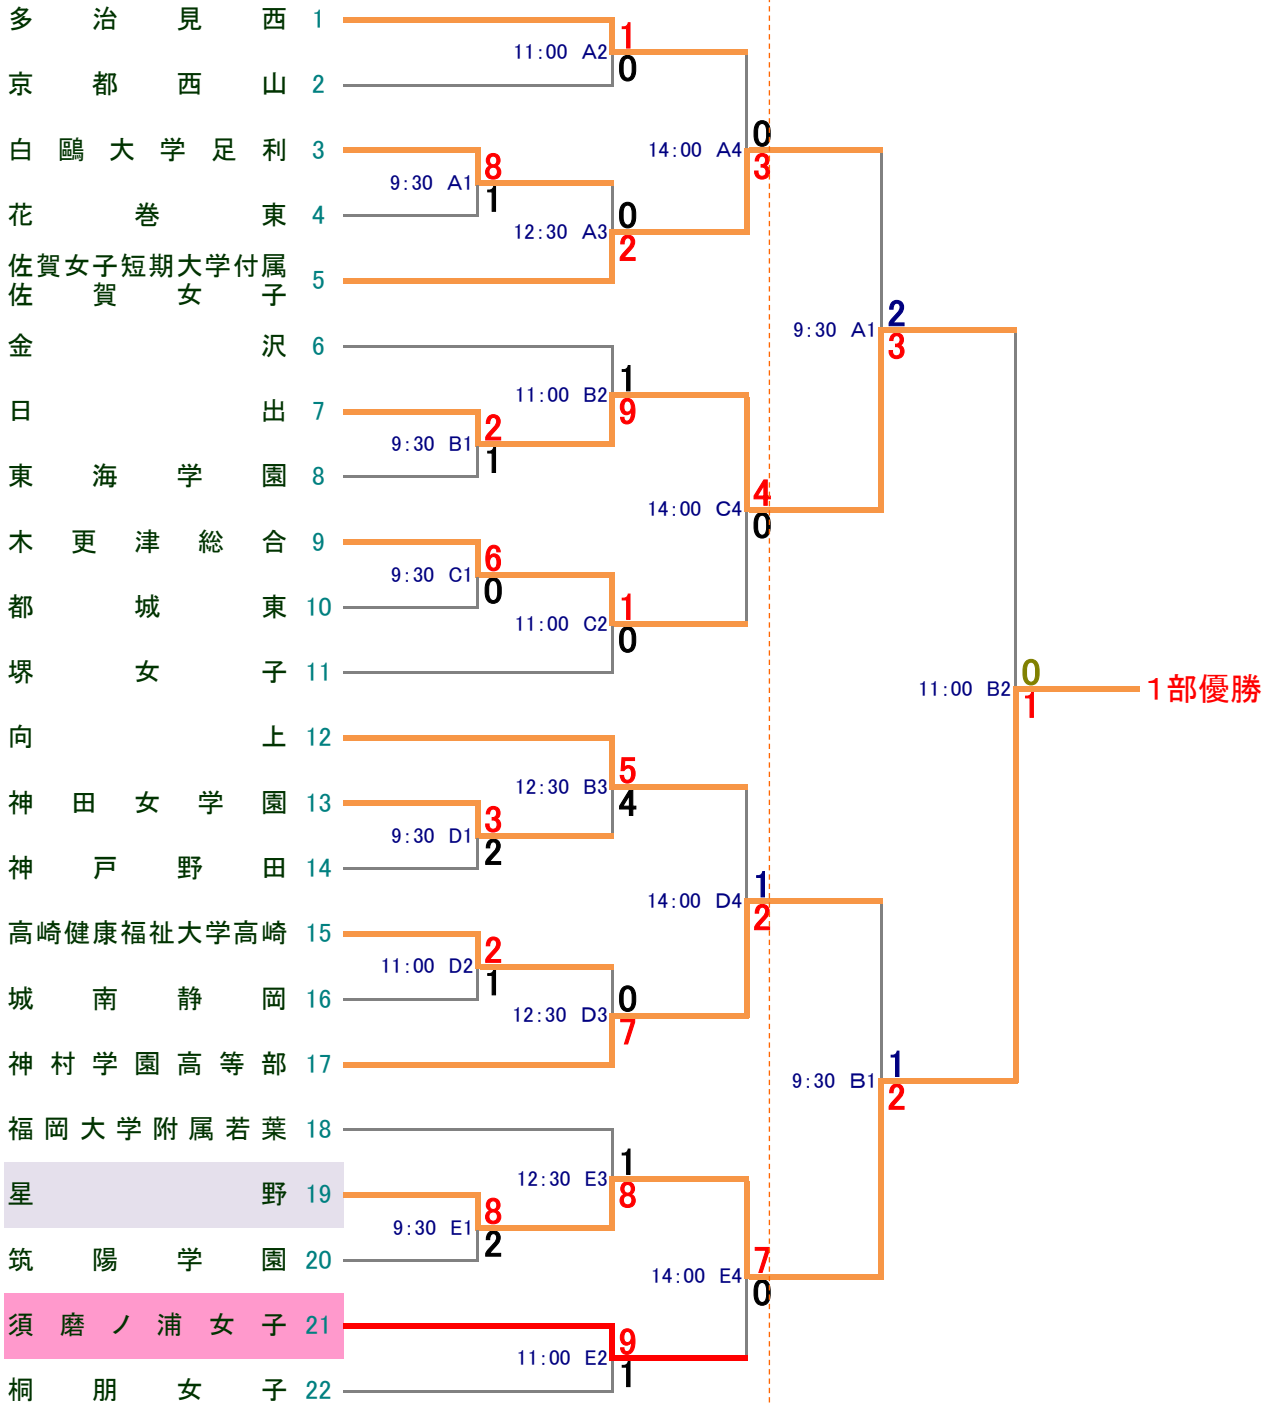 多治見西 1
1
11:00 A2
0
京都西山 2
0
白鷗大学足利 3
14:00 A4
8
3
9:30 A1
1
花巻東 4
0
12:30 A3
2
佐賀女子短期大学付属
佐賀女子 5
2
9:30 A1
3
金沢 6
1
11:00 B2
9
日出 7
2
9:30 B1
1
東海学園 8
4
14:00 C4
0
木更津総合 9
6
9:30 C1
0
都城東 10
1
11:00 C2
0
堺女子 11
0
11:00 B2
1
1部優勝
向上 12
5
12:30 B3
4
神田女学園 13
3
9:30 D1
2
神戸野田 14
1
14:00 D4
2
高崎健康福祉大学高崎 15
2
11:00 D2
1
城南静岡 16
0
12:30 D3
7
神村学園高等部 17
1
9:30 B1
2
福岡大学附属若葉 18
1
12:30 E3
8
星野 19
8
9:30 E1
2
筑陽学園 20
7
14:00 E4
0
須磨ノ浦女子 21
9
11:00 E2
1
桐朋女子 22